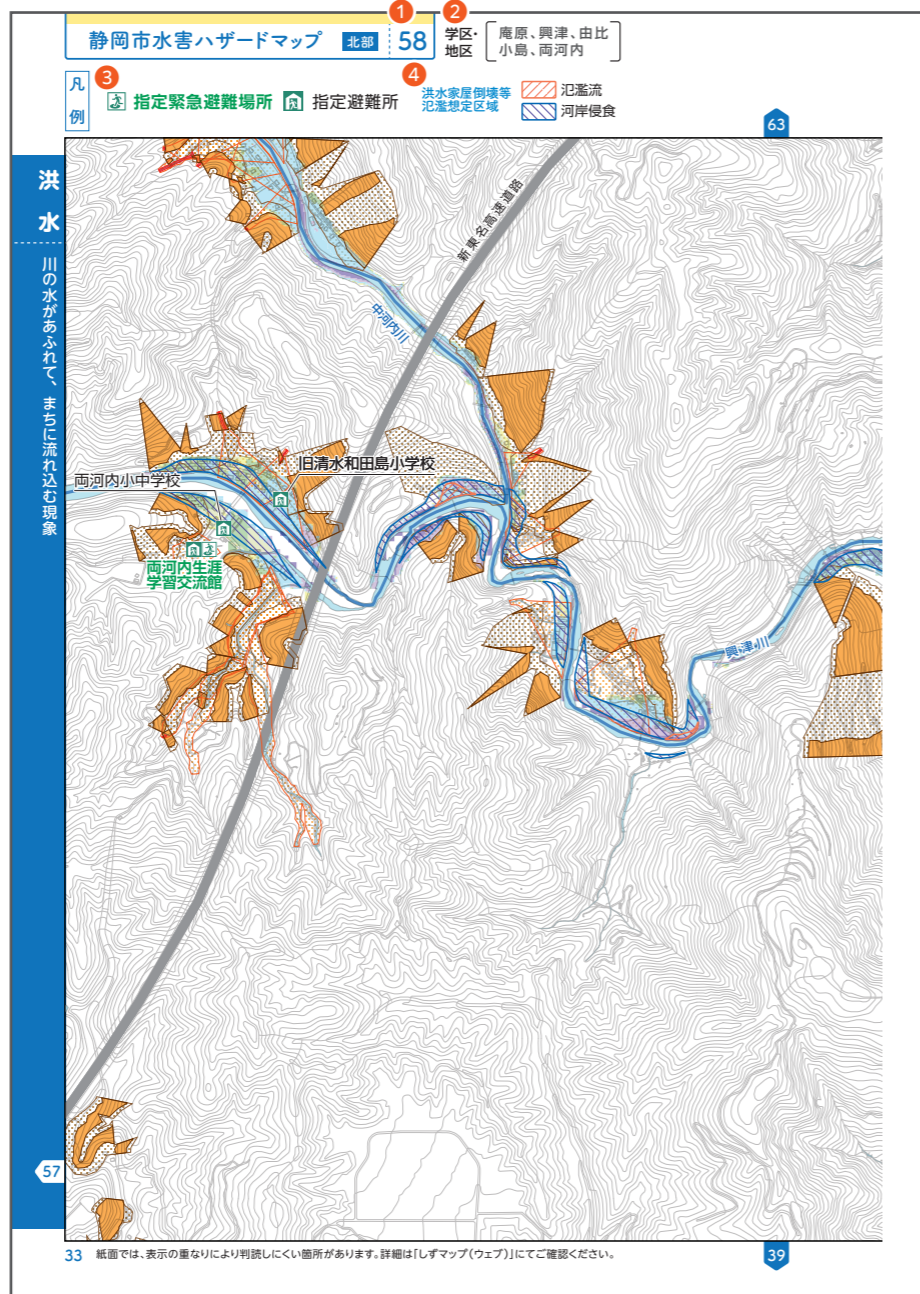 静岡市水害ハザードマップ 北部 58
1
2
学区・地区
庵原、興津、由比
小島、両河内
凡例
3
指定緊急避難場所
指定避難所
4
洪水家屋倒壊等
氾濫想定区域
氾濫流
河岸侵食
63
洪水
川の水があふれて、まちに流れ込む現象
新東名高速道路
中河内川
旧清水和田島小学校
両河内小中学校
両河内生涯
学習交流館
興津川
57
33 紙面では、表示の重なりにより判読しにくい箇所があります。詳細は「しずマップ(ウェブ)」にてご確認ください。
39